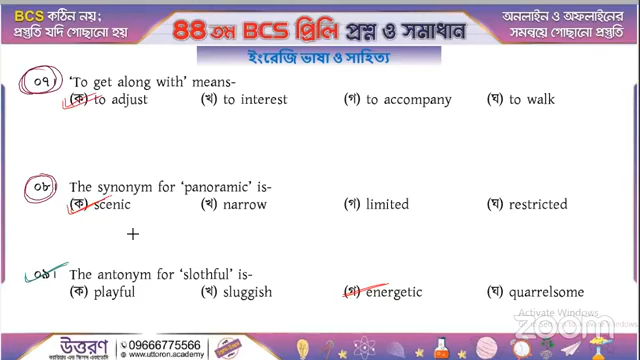 BCS কঠিন নয়;
প্রস্তুতি যদি গোছানো হয়
৪৪ তম BCS প্রিলি প্রশ্ন ও সমাধান
অনলাইন ও অফলাইনের
সমন্বয়ে গোছানো প্রস্তুতি
ইংরেজি ভাষা ও সাহিত্য
০৭। ‘To get along with’ means-
(ক) to adjust (খ) to interest (গ) to accompany (ঘ) to walk
০৮। The synonym for ‘panoramic’ is-
(ক) scenic (খ) narrow (গ) limited (ঘ) restricted
০৯। The antonym for ‘slothful’ is-
(ক) playful (খ) sluggish (গ) energetic (ঘ) quarrelsome
Activate Windows
zoom
উত্তরণ
09666775566
www.uttoron.academy